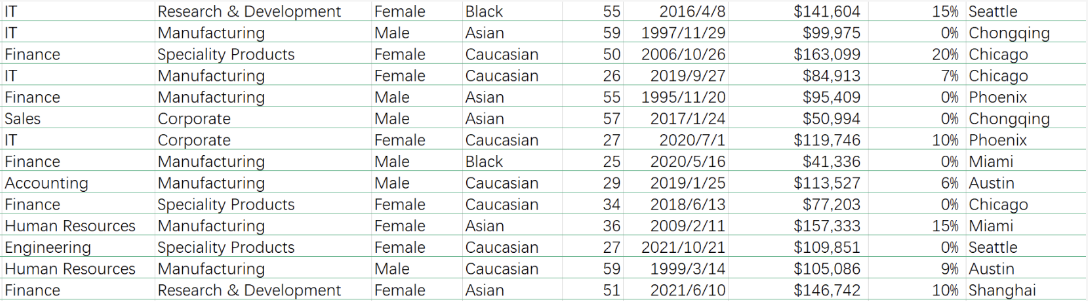 IT Research & Development Female Black 55 2016/4/8 $141,604 15% Seattle
IT Manufacturing Male Asian 59 1997/11/29 $99,975 0% Chongqing
Finance Speciality Products Female Caucasian 50 2006/10/26 $163,099 20% Chicago
IT Manufacturing Female Caucasian 26 2019/9/27 $84,913 7% Chicago
Finance Manufacturing Male Asian 55 1995/11/20 $95,409 0% Phoenix
Sales Corporate Male Asian 57 2017/1/24 $50,994 0% Chongqing
IT Corporate Female Caucasian 27 2020/7/1 $119,746 10% Phoenix
Finance Manufacturing Male Black 25 2020/5/16 $41,336 0% Miami
Accounting Manufacturing Male Caucasian 29 2019/1/25 $113,527 6% Austin
Finance Speciality Products Female Caucasian 34 2018/6/13 $77,203 0% Chicago
Human Resources Manufacturing Female Asian 36 2009/2/11 $157,333 15% Miami
Engineering Speciality Products Female Caucasian 27 2021/10/21 $109,851 0% Seattle
Human Resources Manufacturing Male Caucasian 59 1999/3/14 $105,086 9% Austin
Finance Research & Development Female Asian 51 2021/6/10 $146,742 10% Shanghai